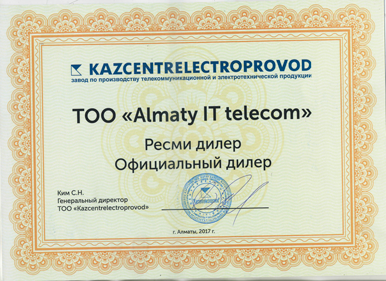 KAZCENTRELECTROPROVOD
завод по производству телекоммуникационной и электротехнической продукции
ТОО «Almaty IT telecom»
Ресми дилер
Официальный дилер
Ким С.Н.
Генеральный директор
ТОО «Kazcentrelectroprovod»
г. Алматы, 2017 г.